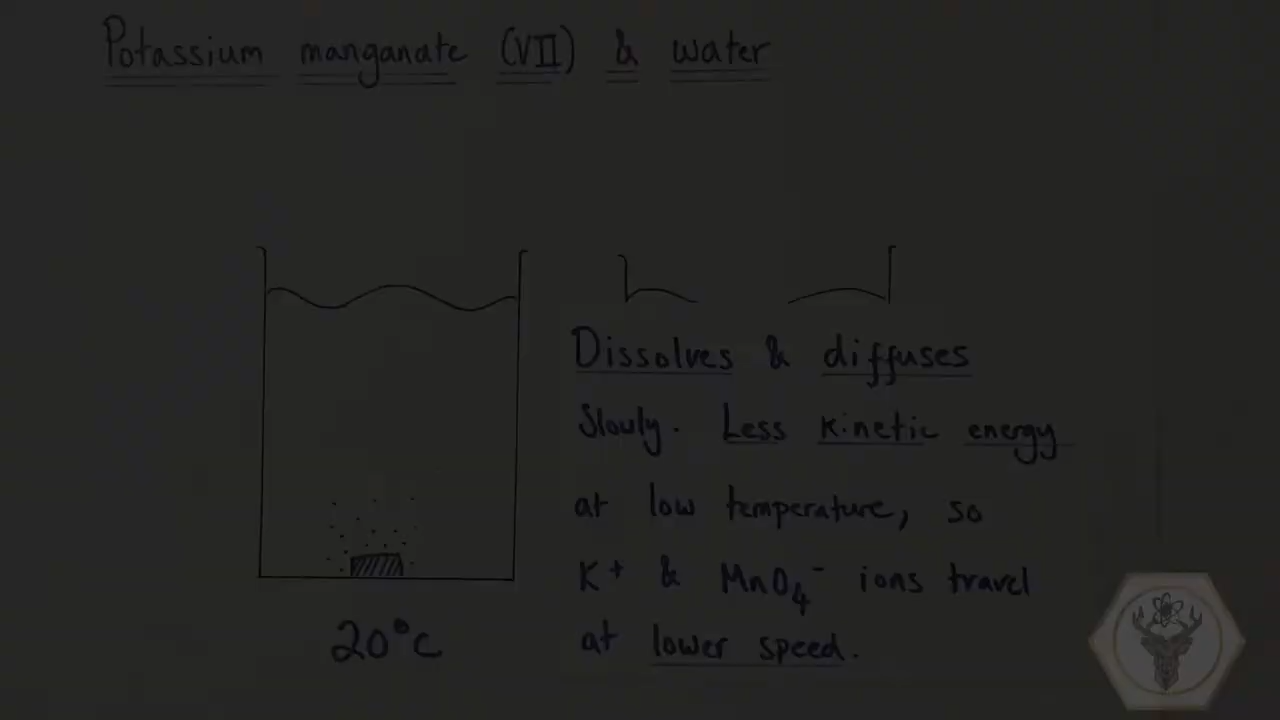 Potassium manganate (VII) & water
Dissolves & diffuses
slowly. Less kinetic energy
at low temperature, so
K⁺ & MnO₄⁻ ions travel
at lower speed.
20°C